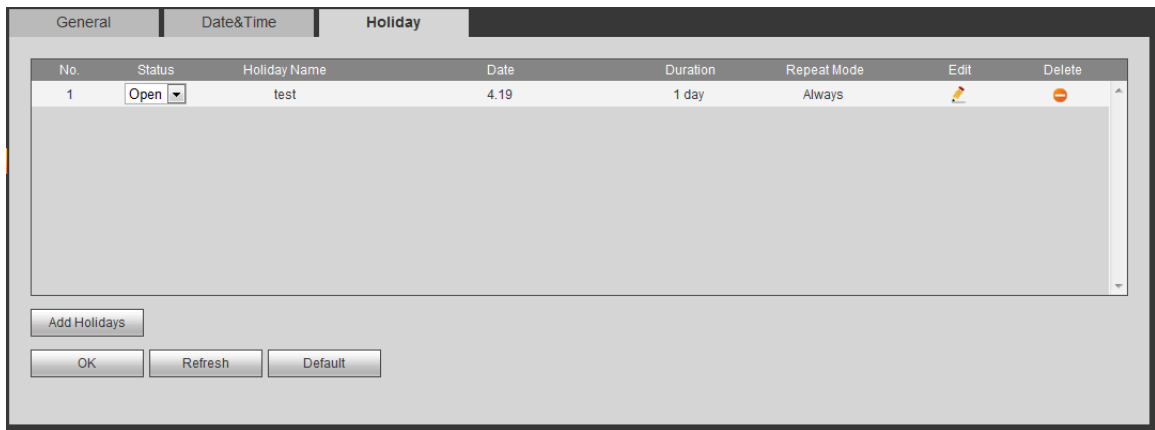 General Date&Time Holiday
No. Status Holiday Name Date Duration Repeat Mode Edit Delete
1 Open test 4.19 1 day Always
Add Holidays
OK Refresh Default